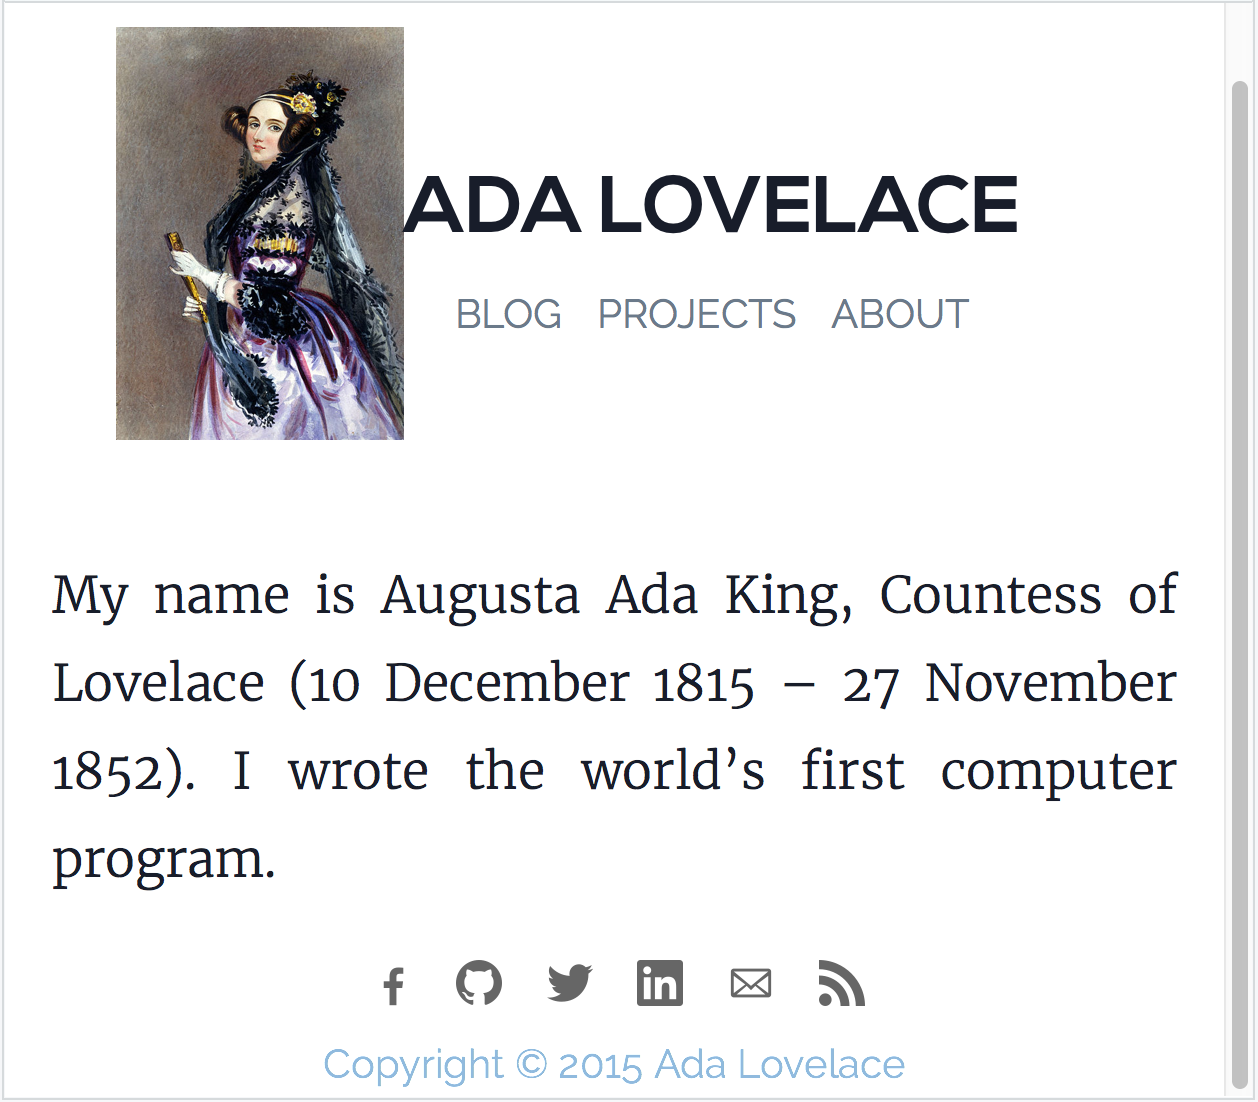 ADA LOVELACE
BLOG PROJECTS ABOUT
My name is Augusta Ada King, Countess of
Lovelace (10 December 1815 – 27 November
1852). I wrote the world’s first computer
program.
Copyright © 2015 Ada Lovelace